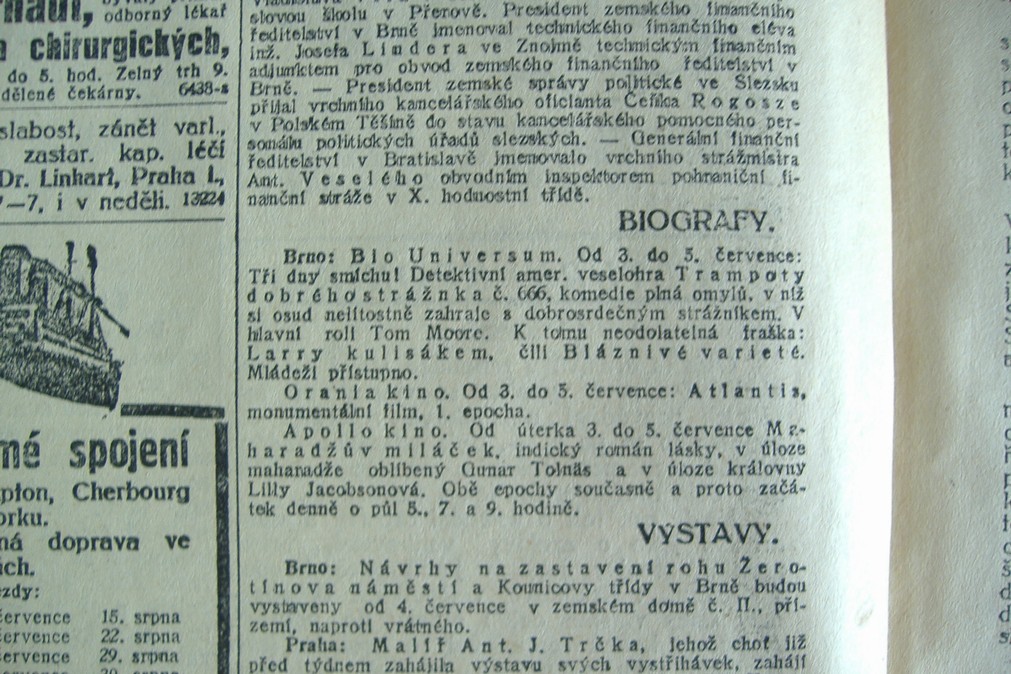 odborný lékař
chirurgických,
do 5. hod. Zelný trh 9.
dělené čekárny. 6438-s
slabost, zánět varl.,
zastar. kap. léčí
Dr. Linhart, Praha I.,
7—7, i v neděli. 13224
mé spojení
pton, Cherbourg
orku.
ná doprava ve
ích.
ezdy:
července 15. srpna
července 22. srpna
července 29. srpna
slovou školu v Přerově. President zemského finančního
ředitelství v Brně jmenoval technického finančního eléva
inž. Josefa Lindera ve Znojmě technickým finančním
adjunktem pro obvod zemského finančního ředitelství v
Brně. — President zemské správy politické ve Slezsku
přijal vrchního kancelářského oficianta Čeňka Rogosze
v Polském Těšíně do stavu kancelářského pomocného per-
sonálu politických úřadů slezských. — Generální finanční
ředitelství v Bratislavě jmenovalo vrchního strážmistra
Ant. Veselého obvodním inspektorem pohraniční fi-
nanční stráže v X. hodnostní třídě.
BIOGRAFY.
Brno: Bio Universum. Od 3. do 5. července:
Tři dny smíchu! Detektivní amer. veselohra Trampoty
dobrého strážnka č. 666, komedie plná omylů, v níž
si osud nelítostně zahraje s dobrosrdečným strážníkem. V
hlavní roli Tom Moore. K tomu neodolatelná fraška:
Larry kulisákem, čili Bláznivé varieté.
Mládeži přístupno.
Orania kino. Od 3. do 5. července: Atlantis,
monumentální film, 1. epocha.
Apollo kino. Od úterka 3. do 5. července Ma-
haradžův miláček, indický román lásky, v úloze
maharadže oblíbený Gunar Tolnäs a v úloze královny
Lilly Jacobsonová. Obě epochy současně a proto začá-
tek denně o půl 5., 7. a 9. hodině.
VÝSTAVY.
Brno: Návrhy na zastavení rohu Žero-
tínova náměstí a Kounicovy třídy v Brně budou
vystaveny od 4. července v zemském domě č. II., pří-
zemí, naproti vrátného.
Praha: Malíř Ant. J. Trčka, jehož choť již
před týdnem zahájila výstavu svých vystřihávek, zahájí